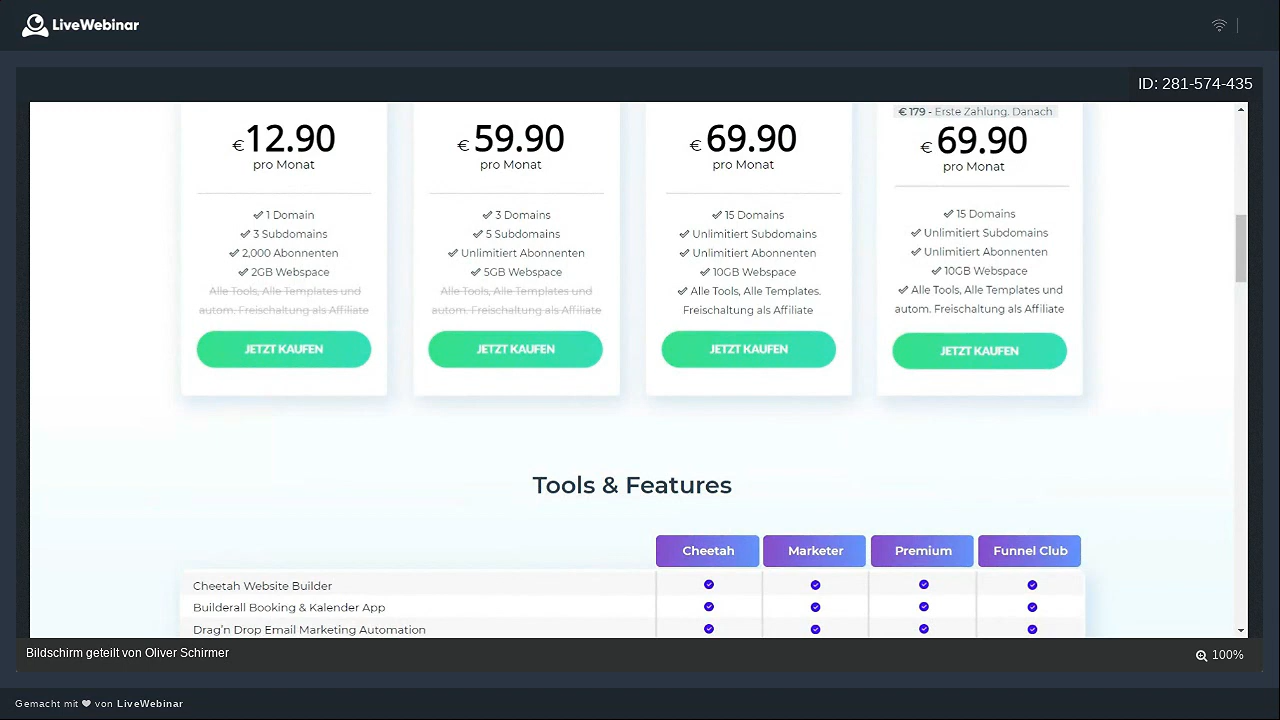 LiveWebinar
ID: 281-574-435
€12.90
pro Monat
1 Domain
3 Subdomains
2,000 Abonnenten
2GB Webspace
Alle Tools, Alle Templates und
autom. Freischaltung als Affiliate
JETZT KAUFEN
€59.90
pro Monat
3 Domains
5 Subdomains
Unlimitiert Abonnenten
5GB Webspace
Alle Tools, Alle Templates und
autom. Freischaltung als Affiliate
JETZT KAUFEN
€69.90
pro Monat
15 Domains
Unlimitiert Subdomains
Unlimitiert Abonnenten
10GB Webspace
Alle Tools, Alle Templates.
Freischaltung als Affiliate
JETZT KAUFEN
€ 179 - Erste Zahlung. Danach
€69.90
pro Monat
15 Domains
Unlimitiert Subdomains
Unlimitiert Abonnenten
10GB Webspace
Alle Tools, Alle Templates und
autom. Freischaltung als Affiliate
JETZT KAUFEN
Tools & Features
Cheetah Marketer Premium Funnel Club
Cheetah Website Builder
Builderall Booking & Kalender App
Drag’n Drop Email Marketing Automation
Bildschirm geteilt von Oliver Schirmer
100%
Gemacht mit von LiveWebinar